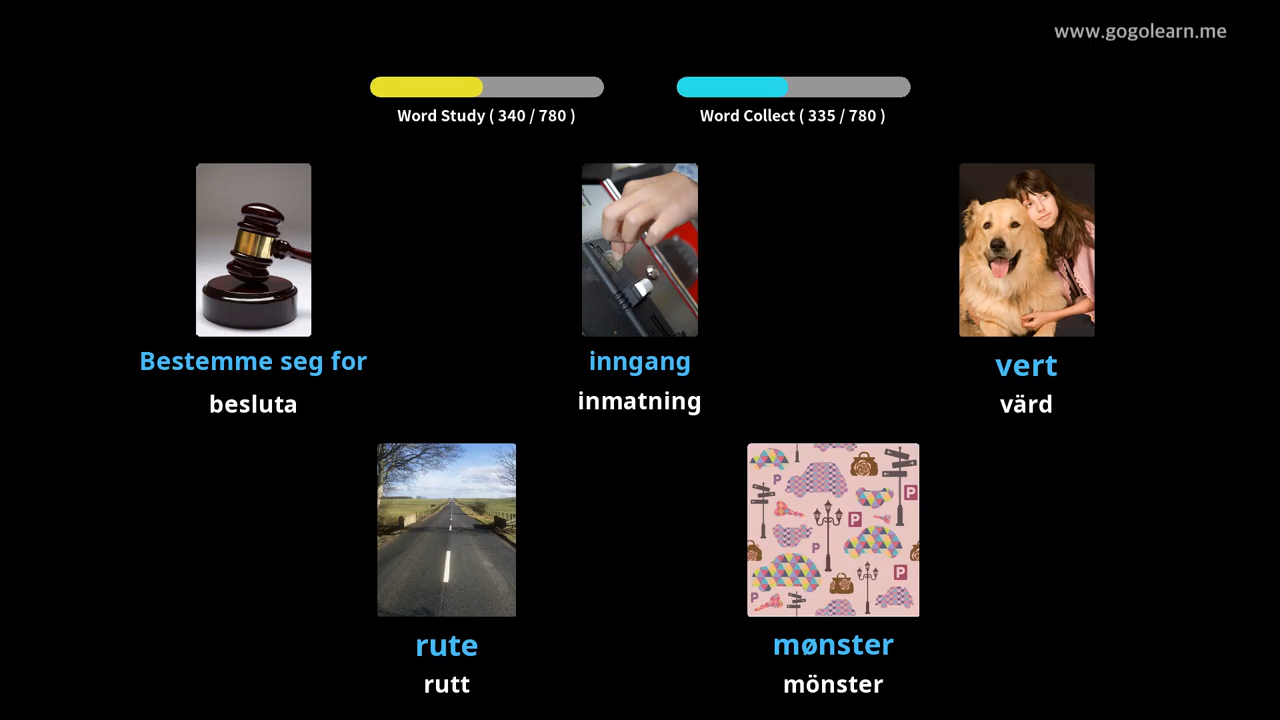 www.gogolearn.me
Word Study ( 340 / 780 )
Word Collect ( 335 / 780 )
Bestemme seg for
besluta
inngang
inmatning
vert
värd
rute
rutt
mønster
mönster